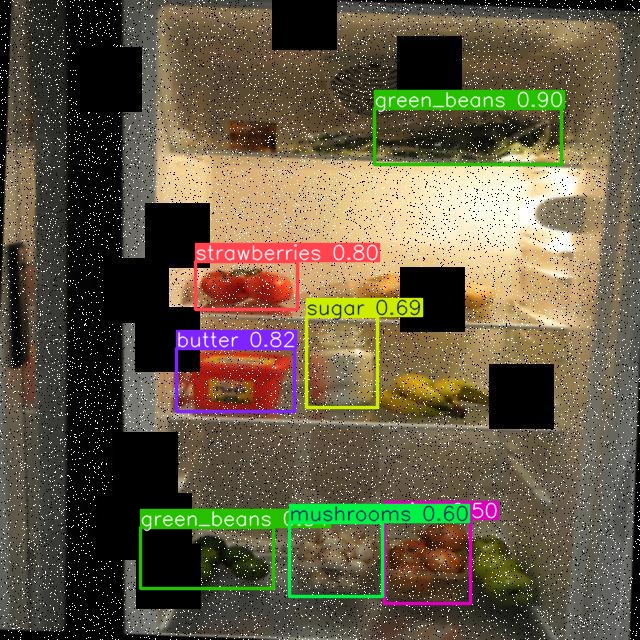 green_beans 0.90
strawberries 0.80
sugar 0.69
butter 0.82
green_beans
mushrooms 0.60
50